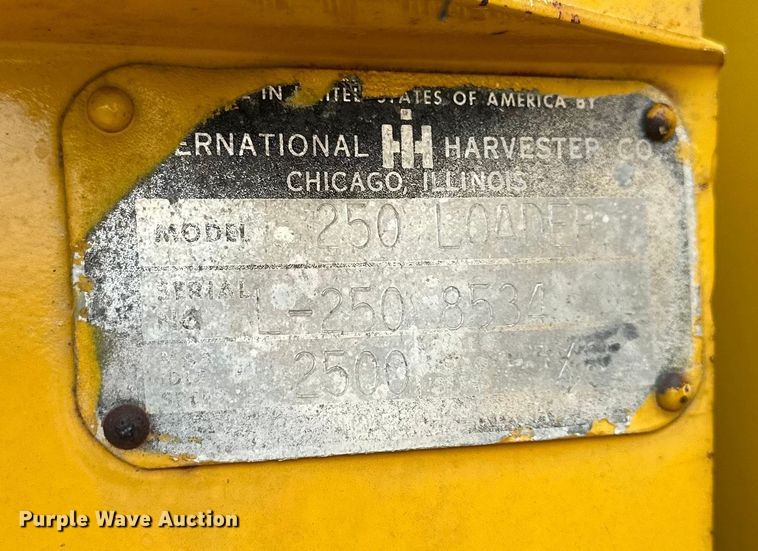 IN UNITED STATES OF AMERICA BY
ERNATIONAL IH HARVESTER CO
CHICAGO, ILLINOIS
MODEL 250 LOADER
SERIAL NO. L-250 8534
2500
Purple Wave Auction